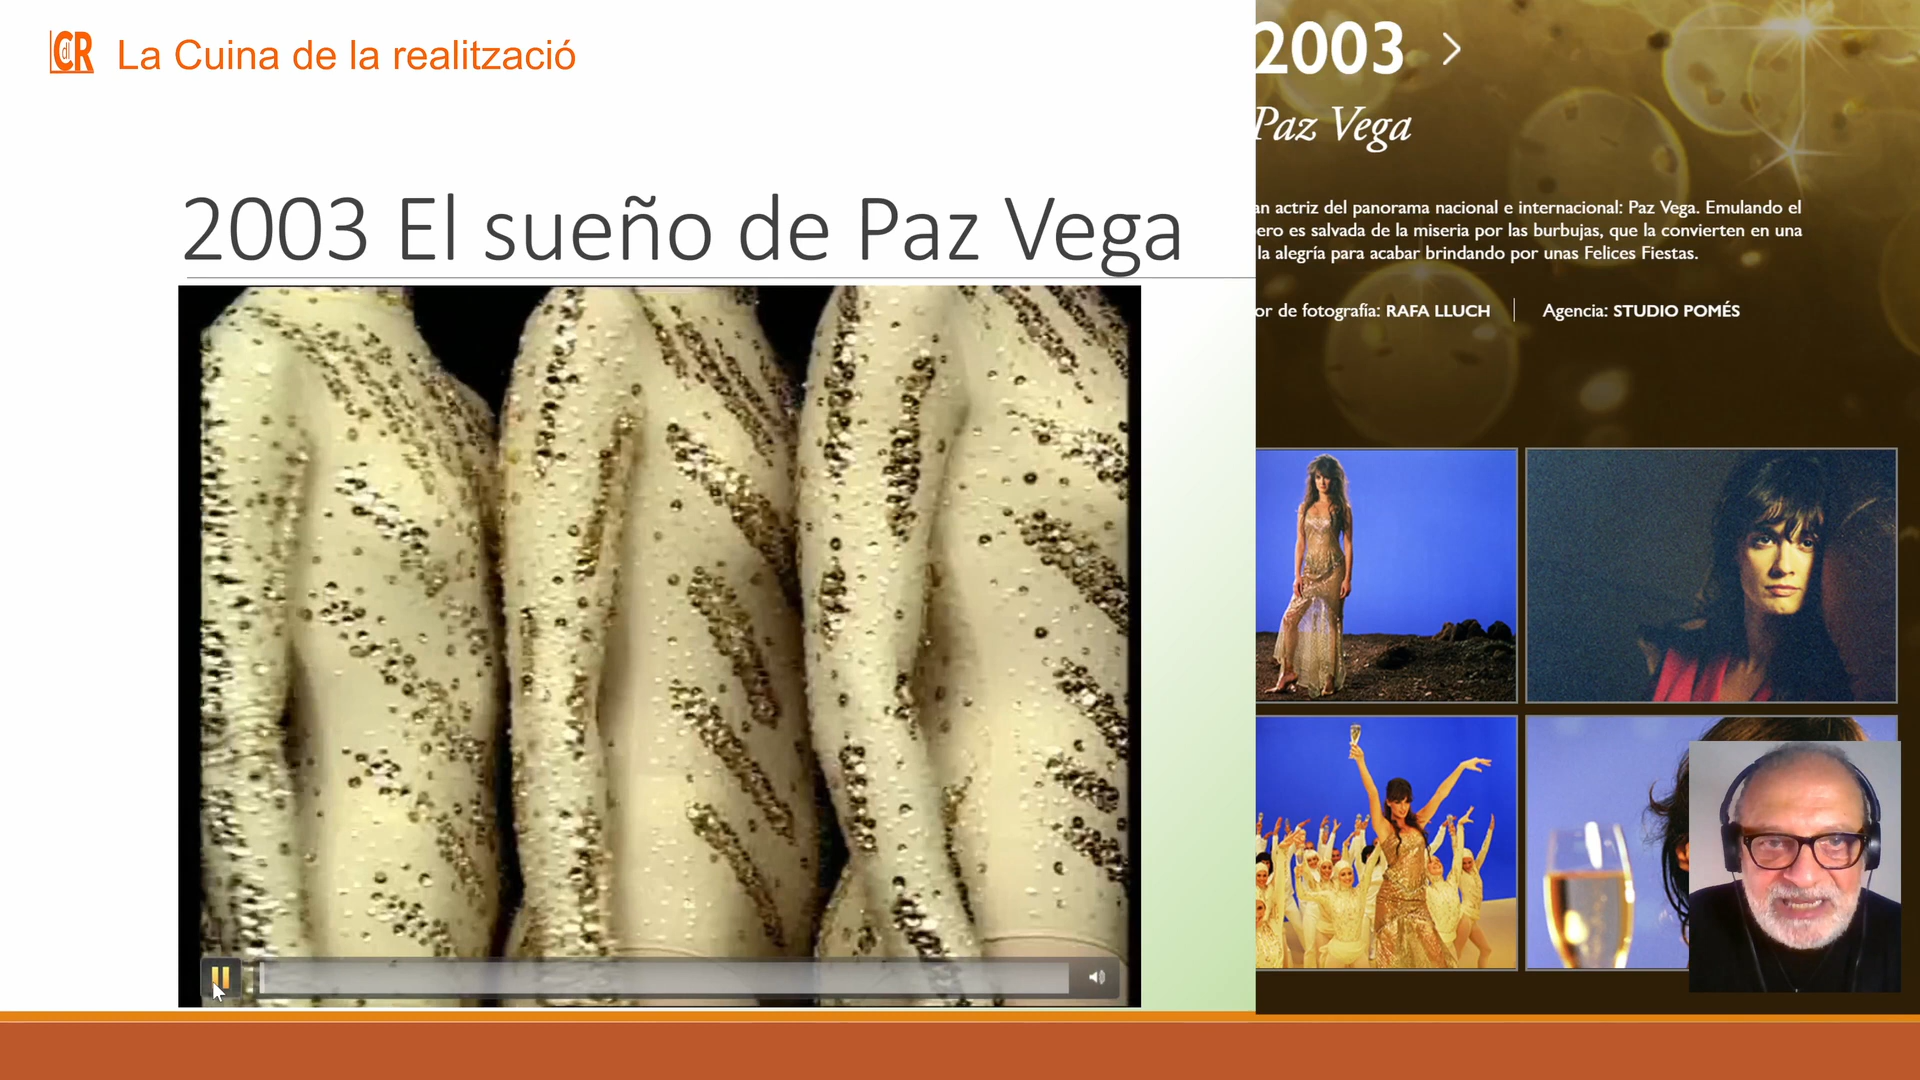 CR
La Cuina de la realització
2003 El sueño de Paz Vega
2003
Paz Vega
an actriz del panorama nacional e internacional: Paz Vega. Emulando el
ero es salvada de la miseria por las burbujas, que la convierten en una
la alegría para acabar brindando por unas Felices Fiestas.
or de fotografía: RAFA LLUCH | Agencia: STUDIO POMÉS